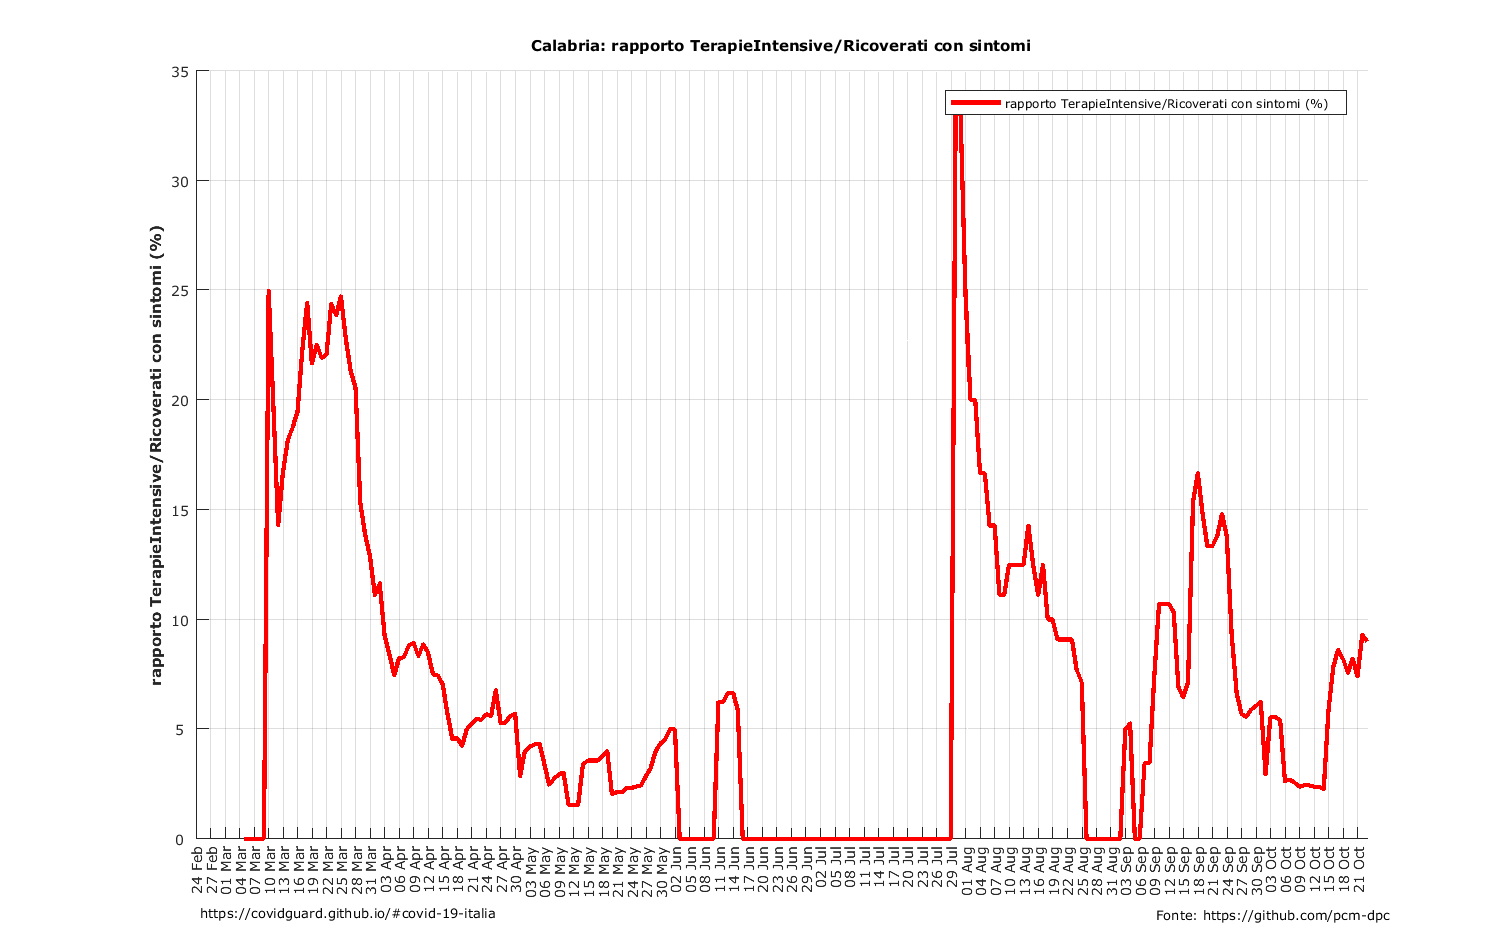 Calabria: rapporto TerapieIntensive/Ricoverati con sintomi
rapporto TerapieIntensive/Ricoverati con sintomi (%)
rapporto TerapieIntensive/Ricoverati con sintomi (%)
35
30
25
20
15
10
5
0
24 Feb
27 Feb
01 Mar
04 Mar
07 Mar
10 Mar
13 Mar
16 Mar
19 Mar
22 Mar
25 Mar
28 Mar
31 Mar
03 Apr
06 Apr
09 Apr
12 Apr
15 Apr
18 Apr
21 Apr
24 Apr
27 Apr
30 Apr
03 May
06 May
09 May
12 May
15 May
18 May
21 May
24 May
27 May
30 May
02 Jun
05 Jun
08 Jun
11 Jun
14 Jun
17 Jun
20 Jun
23 Jun
26 Jun
29 Jun
02 Jul
05 Jul
08 Jul
11 Jul
14 Jul
17 Jul
20 Jul
23 Jul
26 Jul
29 Jul
01 Aug
04 Aug
07 Aug
10 Aug
13 Aug
16 Aug
19 Aug
22 Aug
25 Aug
28 Aug
31 Aug
03 Sep
06 Sep
09 Sep
12 Sep
15 Sep
18 Sep
21 Sep
24 Sep
27 Sep
30 Sep
03 Oct
06 Oct
09 Oct
12 Oct
15 Oct
18 Oct
21 Oct
https://covidguard.github.io/#covid-19-italia
Fonte: https://github.com/pcm-dpc